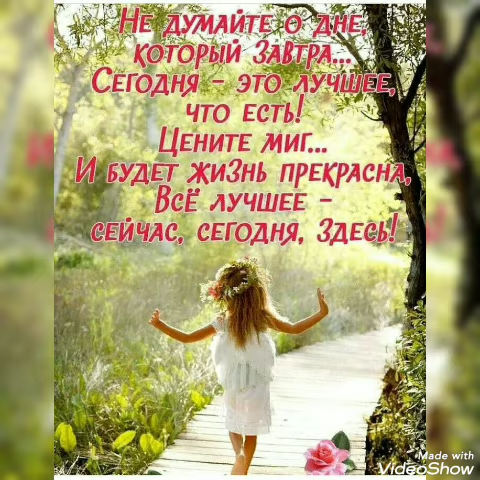 Не думайте о дне,
который завтра...
Сегодня – это лучшее,
что есть!
Цените миг...
И будет жизнь прекрасна,
Всё лучшее –
сейчас, сегодня, здесь!
Made with
VideoShow